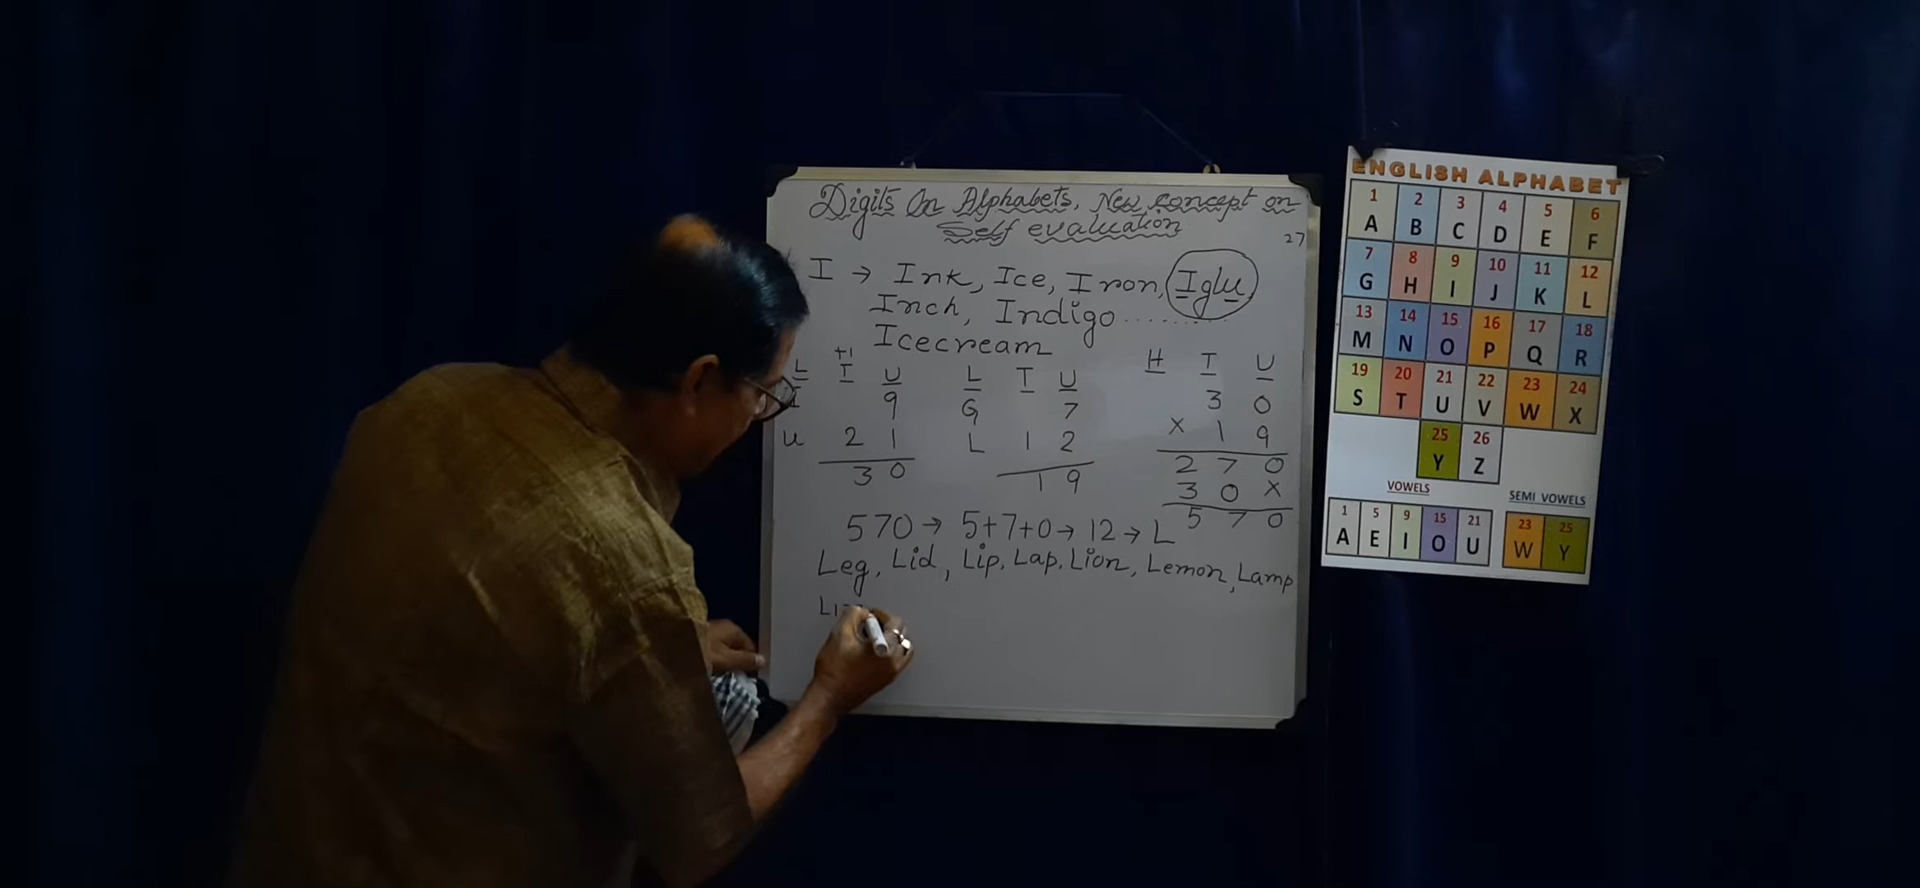 Digits On Alphabets, New concept on
Self evaluation
27
I → Ink, Ice, Iron, Iglu
Inch, Indigo..........
Icecream
+1
L T U L T U H T U
I 9 G 7 3 0
U 2 1 L 1 2 × 1 9
3 0 1 9 2 7 0
3 0 X
5 7 0
570 → 5+7+0 → 12 → L
Leg, Lid, Lip, Lap, Lion, Lemon, Lamp
ENGLISH ALPHABET
1 2 3 4 5 6
A B C D E F
7 8 9 10 11 12
G H I J K L
13 14 15 16 17 18
M N O P Q R
19 20 21 22 23 24
S T U V W X
25 26
Y Z
VOWELS SEMI VOWELS
1 5 9 15 21 23 25
A E I O U W Y